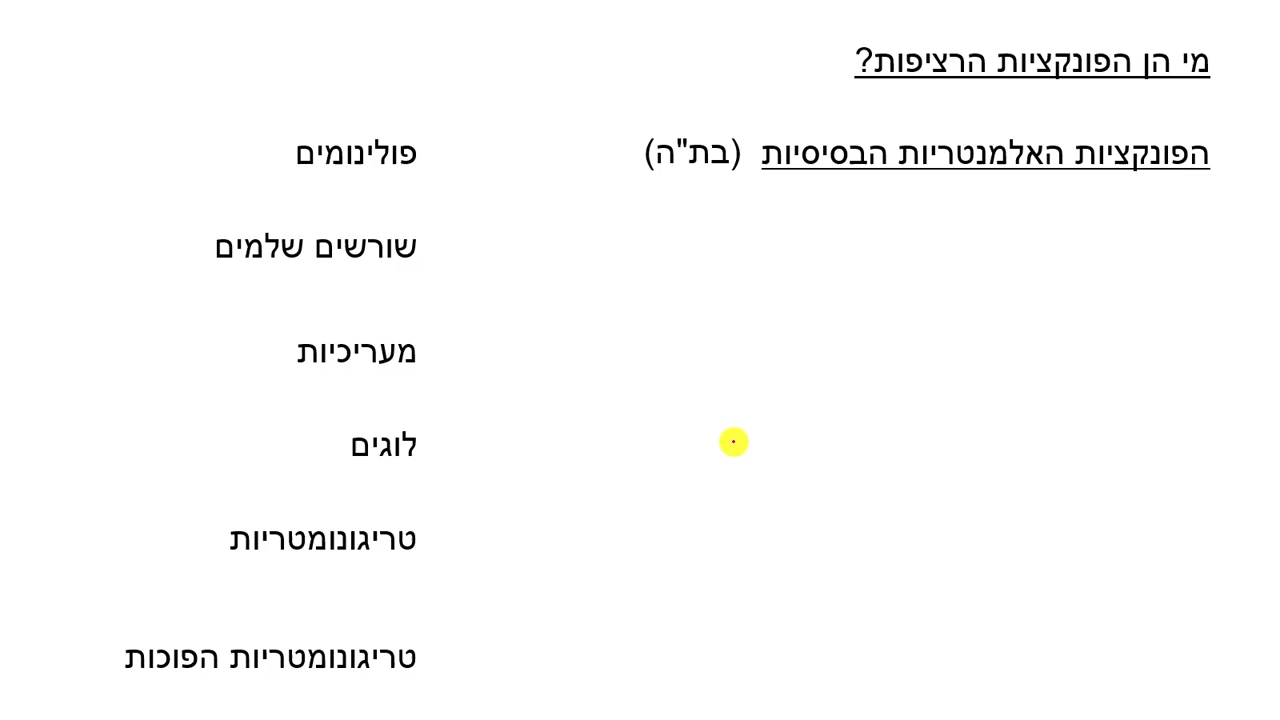 מי הן הפונקציות הרציפות?
הפונקציות האלמנטריות הבסיסיות (בת"ה) פולינומים
שורשים שלמים
מעריכיות
לוגים
טריגונומטריות
טריגונומטריות הפוכות